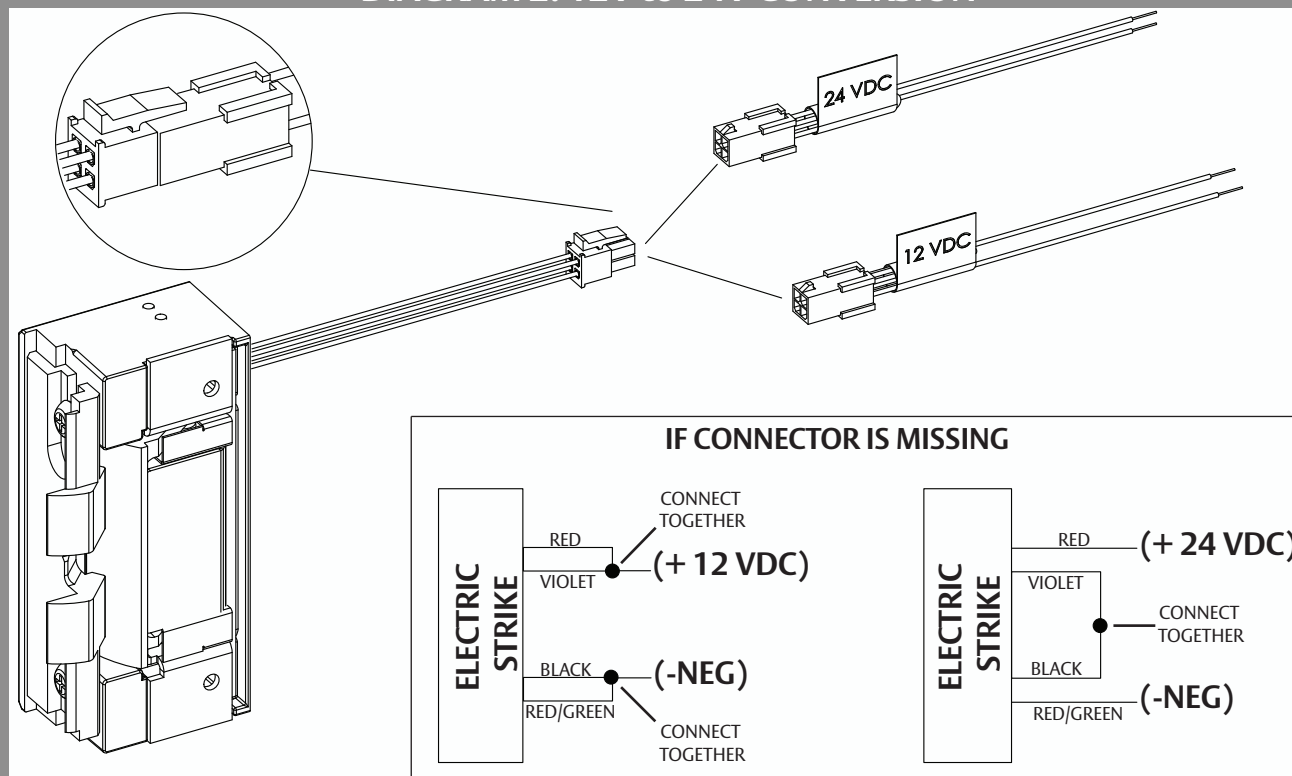 24 VDC
12 VDC
IF CONNECTOR IS MISSING
ELECTRIC
STRIKE
RED
VIOLET
CONNECT
TOGETHER
(+ 12 VDC)
BLACK
RED/GREEN
(-NEG)
CONNECT
TOGETHER
ELECTRIC
STRIKE
RED
(+ 24 VDC)
VIOLET
CONNECT
TOGETHER
BLACK
RED/GREEN
(-NEG)